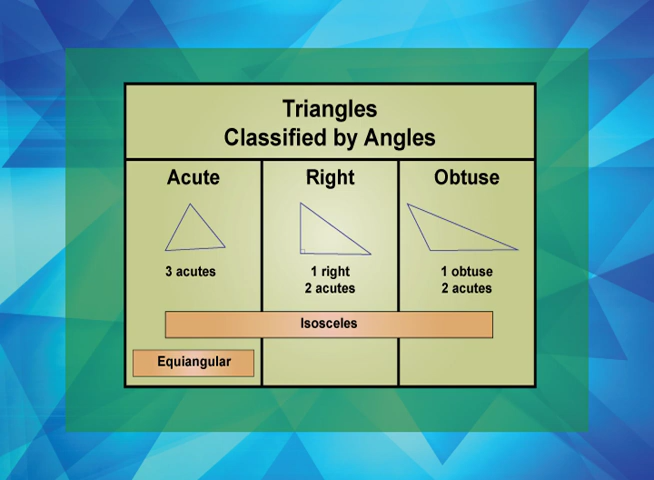 Triangles
Classified by Angles
Acute
Right
Obtuse
3 acutes
1 right
2 acutes
1 obtuse
2 acutes
Isosceles
Equiangular